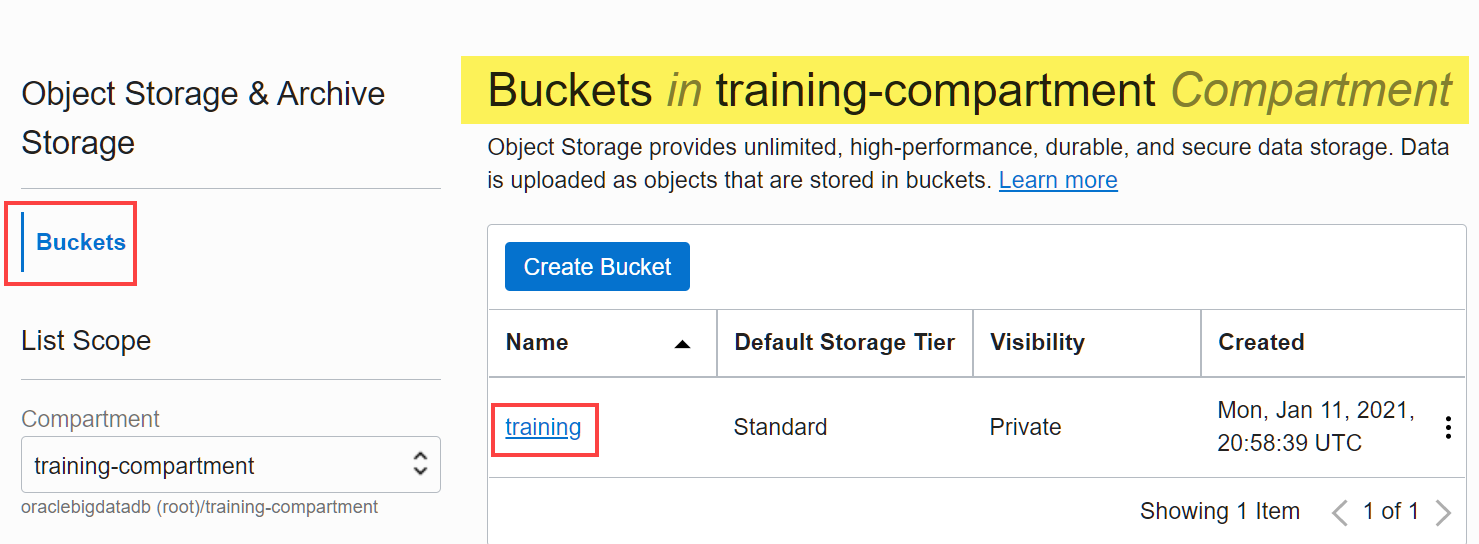 Object Storage & Archive
Storage
Buckets
List Scope
Compartment
training-compartment
oraclebigdatadb (root)/training-compartment
Buckets in training-compartment Compartment
Object Storage provides unlimited, high-performance, durable, and secure data storage. Data
is uploaded as objects that are stored in buckets. Learn more
Create Bucket
Name Default Storage Tier Visibility Created
training Standard Private Mon, Jan 11, 2021,
20:58:39 UTC
Showing 1 Item 1 of 1